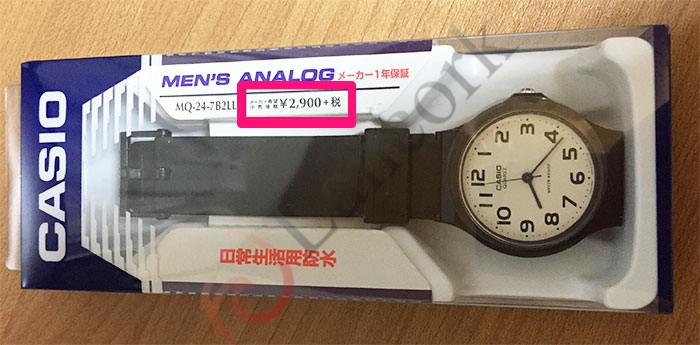 CASIO
MEN'S ANALOG メーカー1年保証
MQ-24-7B2LL
メーカー希望
小売価格 ¥2,900+税
日常生活用防水
12
1
2
3
4
5
6
7
8
9
10
11
CASIO
QUARTZ
WATER RESIST